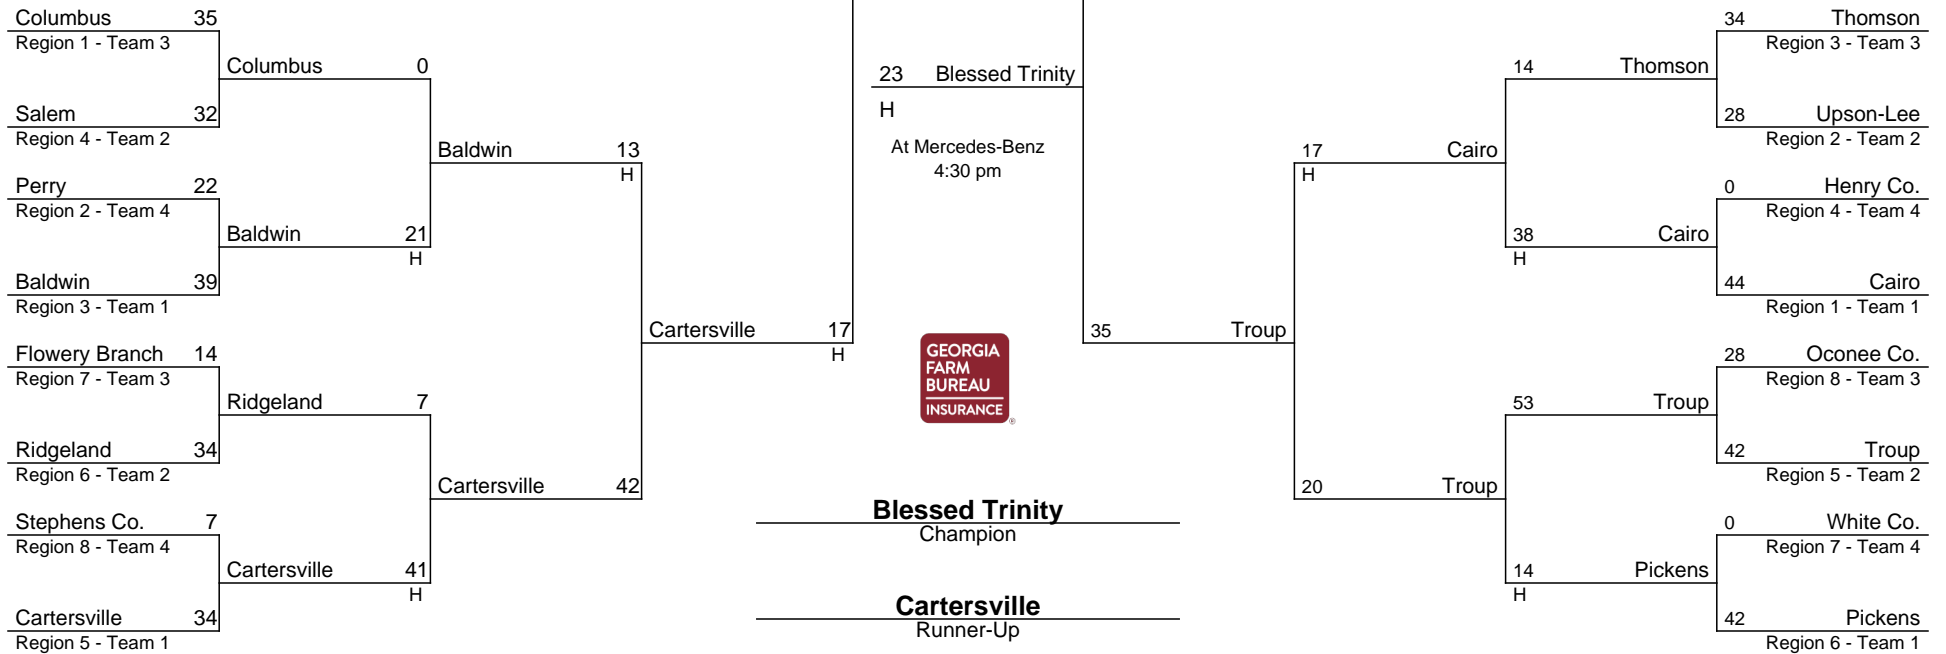 Columbus 35
Region 1 - Team 3
Salem 32
Region 4 - Team 2
Perry 22
Region 2 - Team 4
Baldwin 39
Region 3 - Team 1
Flowery Branch 14
Region 7 - Team 3
Ridgeland 34
Region 6 - Team 2
Stephens Co. 7
Region 8 - Team 4
Cartersville 34
Region 5 - Team 1
Columbus 0
Baldwin 21
H
Ridgeland 7
Cartersville 41
H
Baldwin 13
H
Cartersville 42
Cartersville 17
H
23 Blessed Trinity
H
At Mercedes-Benz
4:30 pm
GEORGIA
FARM
BUREAU
INSURANCE
®
Blessed Trinity
Champion
Cartersville
Runner-Up
35 Troup
17 Cairo
H
20 Troup
14 Thomson
38 Cairo
H
53 Troup
14 Pickens
H
34 Thomson
Region 3 - Team 3
28 Upson-Lee
Region 2 - Team 2
0 Henry Co.
Region 4 - Team 4
44 Cairo
Region 1 - Team 1
28 Oconee Co.
Region 8 - Team 3
42 Troup
Region 5 - Team 2
0 White Co.
Region 7 - Team 4
42 Pickens
Region 6 - Team 1